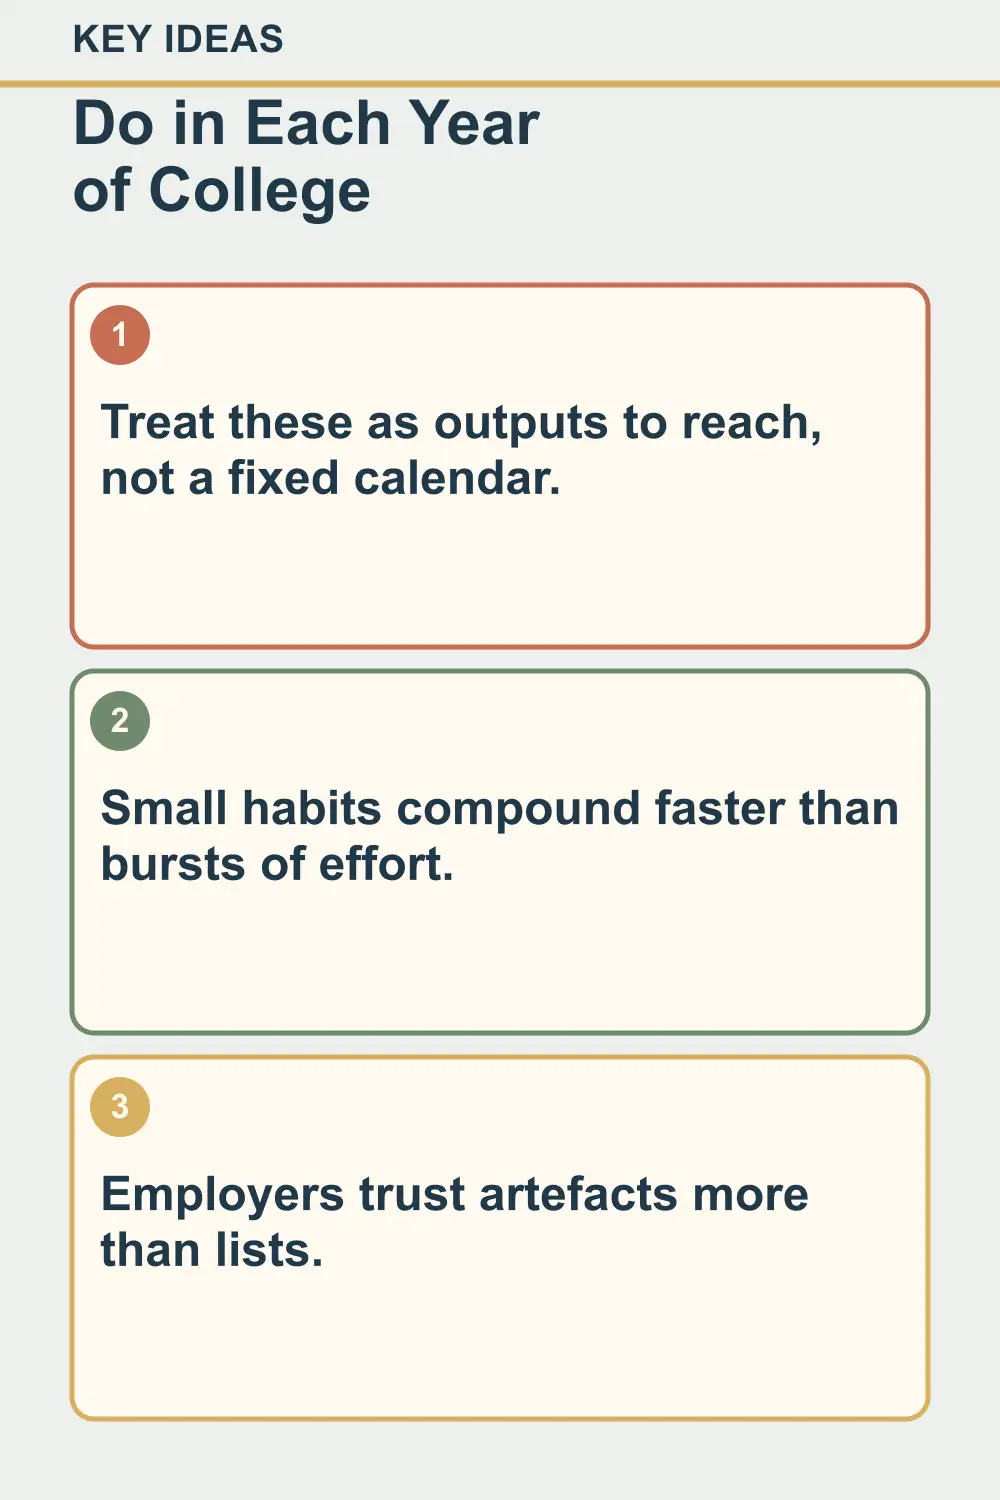 KEY IDEAS
Do in Each Year
of College
1
Treat these as outputs to reach,
not a fixed calendar.
2
Small habits compound faster than
bursts of effort.
3
Employers trust artefacts more
than lists.